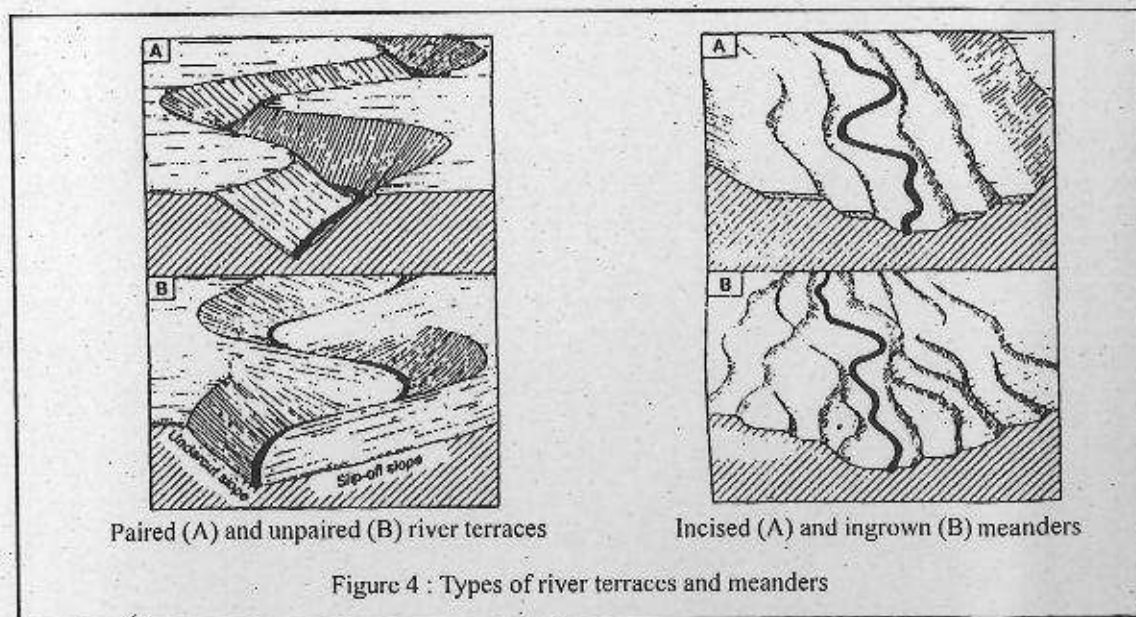 A
A
B
Undercut slope
Slip-off slope
B
Paired (A) and unpaired (B) river terraces
Incised (A) and ingrown (B) meanders
Figure 4 : Types of river terraces and meanders